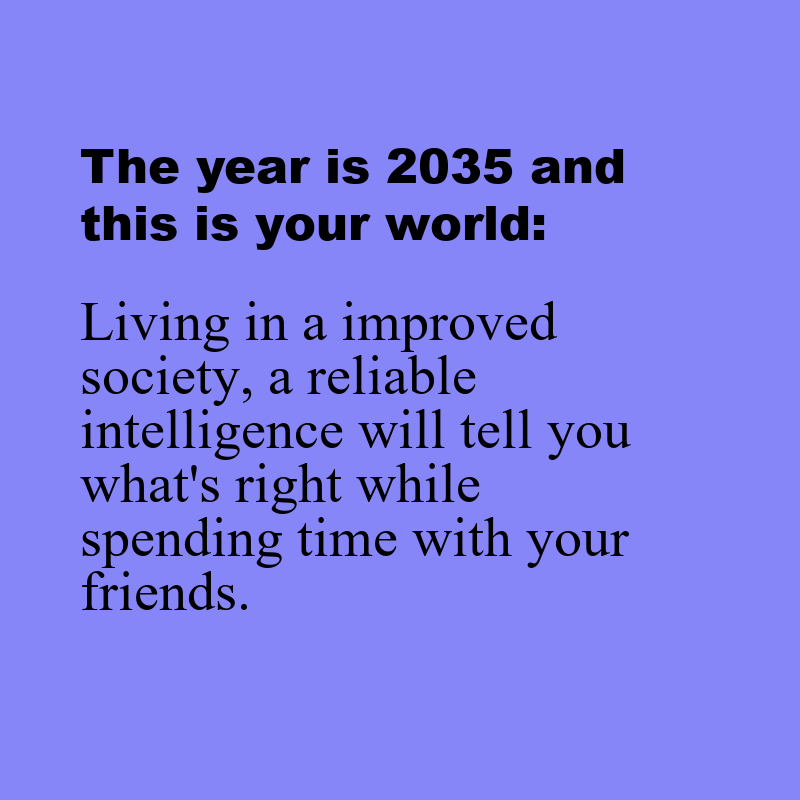 The year is 2035 and
this is your world:
Living in a improved
society, a reliable
intelligence will tell you
what's right while
spending time with your
friends.